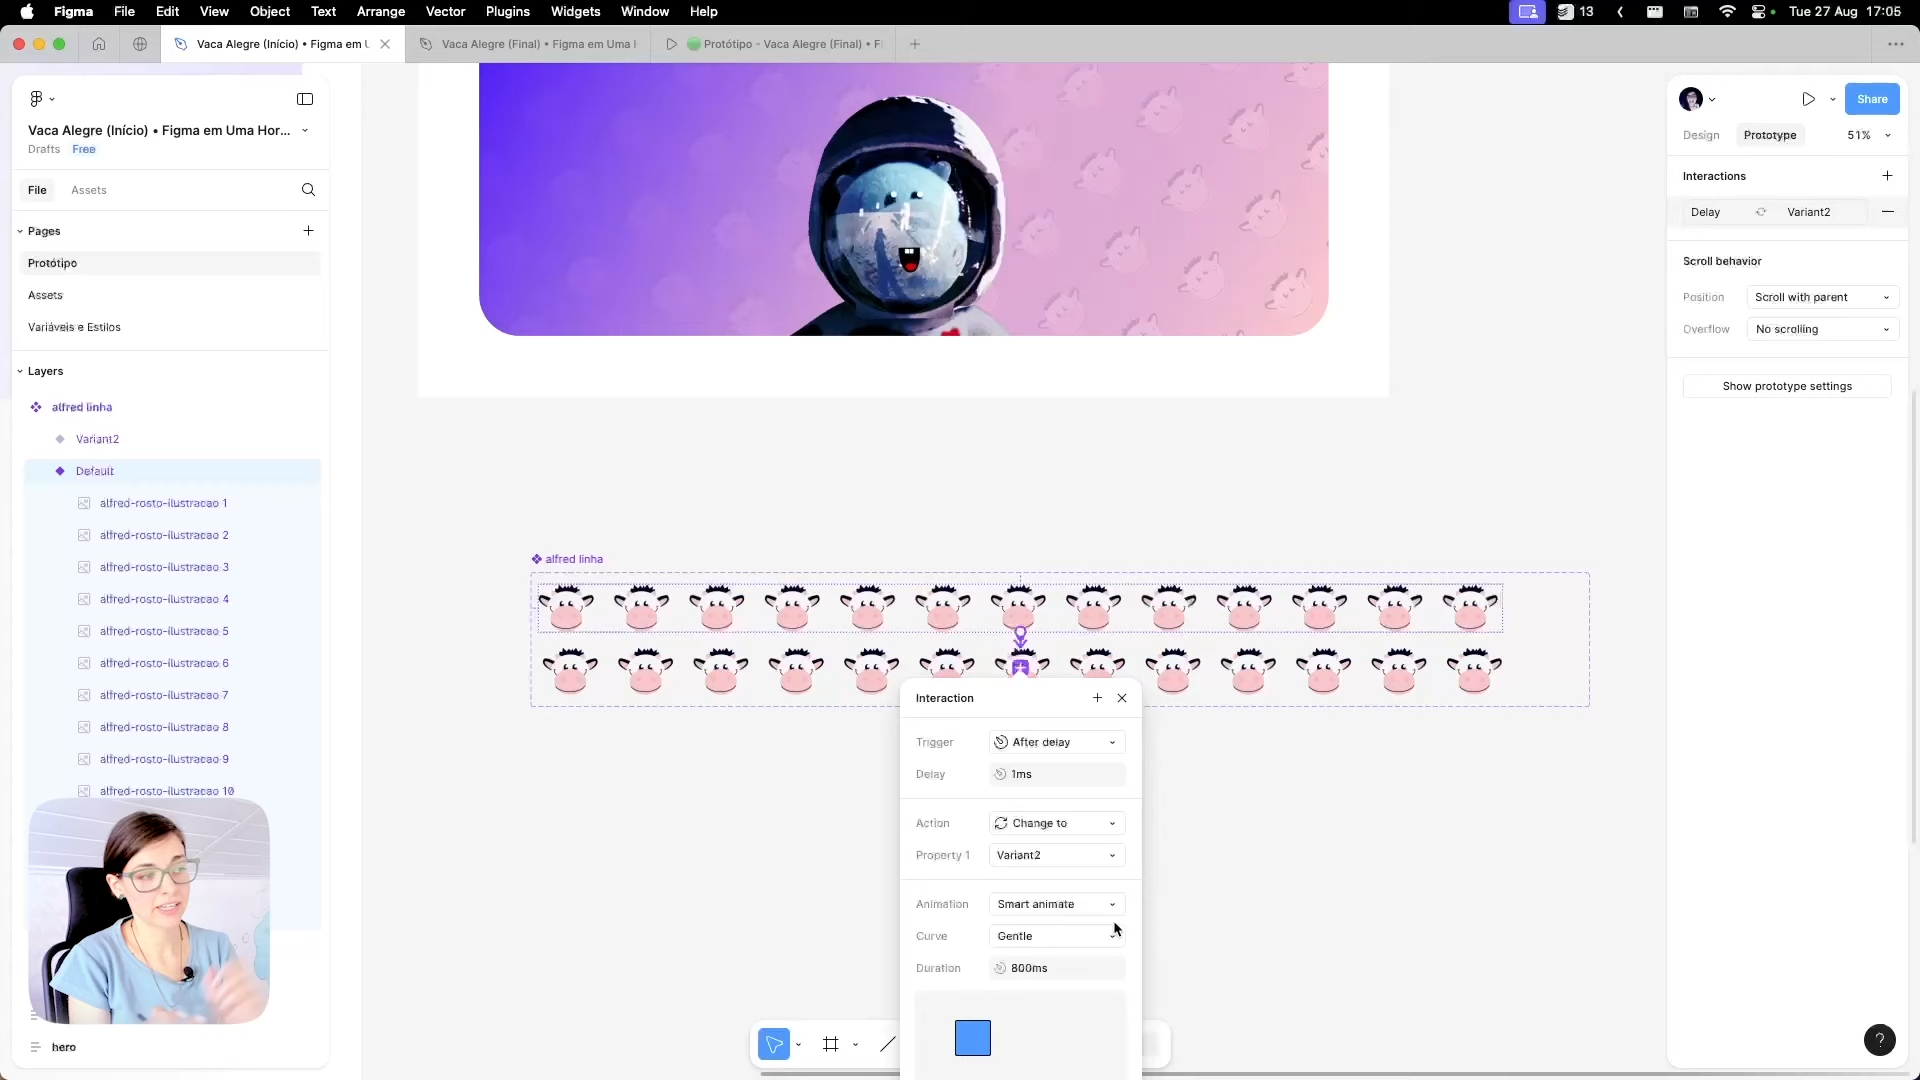 Figma File Edit View Object Text Arrange Vector Plugins Widgets Window Help 13 Tue 27 Aug 17:05
Vaca Alegre (Início) • Figma em U
Vaca Alegre (Final) • Figma em Uma
Protótipo - Vaca Alegre (Final) • F
Vaca Alegre (Início) • Figma em Uma Hor...
Drafts Free
File Assets
Pages
Protótipo
Assets
Variáveis e Estilos
Layers
alfred linha
Variant2
Default
alfred-rosto-ilustracao 1
alfred-rosto-ilustracao 2
alfred-rosto-ilustracao 3
alfred-rosto-ilustracao 4
alfred-rosto-ilustracao 5
alfred-rosto-ilustracao 6
alfred-rosto-ilustracao 7
alfred-rosto-ilustracao 8
alfred-rosto-ilustracao 9
alfred-rosto-ilustracao 10
hero
alfred linha
Interaction
Trigger After delay
Delay 1ms
Action Change to
Property 1 Variant2
Animation Smart animate
Curve Gentle
Duration 800ms
Share
Design Prototype 51%
Interactions
Delay Variant2
Scroll behavior
Position Scroll with parent
Overflow No scrolling
Show prototype settings
?